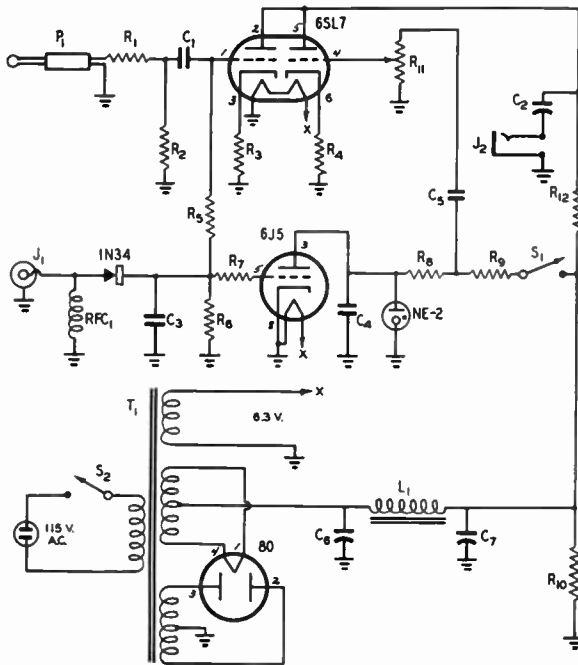 P1 R1 C1 1 2 5 6SL7 4 R11
3 6 X
R2 R3 R4 C2 J2
R5 C5 R12
J1 1N34 6J5 3 R7 5 R8 R9 S1
RFC1 C3 R6 8 X C4 NE-2
T1 6.3 V. X
S2 L1
115 V. A.C. 4 1 80 C6 C7
3 2 R10